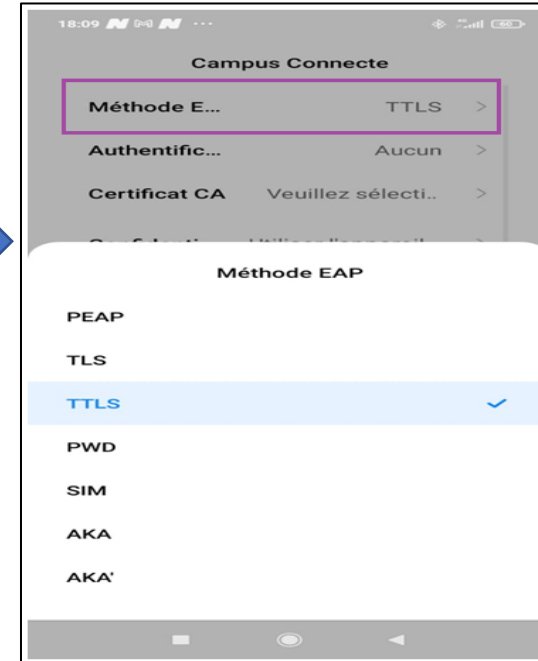 18:09
Campus Connecte
Méthode E... TTLS >
Authentific... Aucun >
Certificat CA Veuillez sélecti.. >
Méthode EAP
PEAP
TLS
TTLS
PWD
SIM
AKA
AKA'